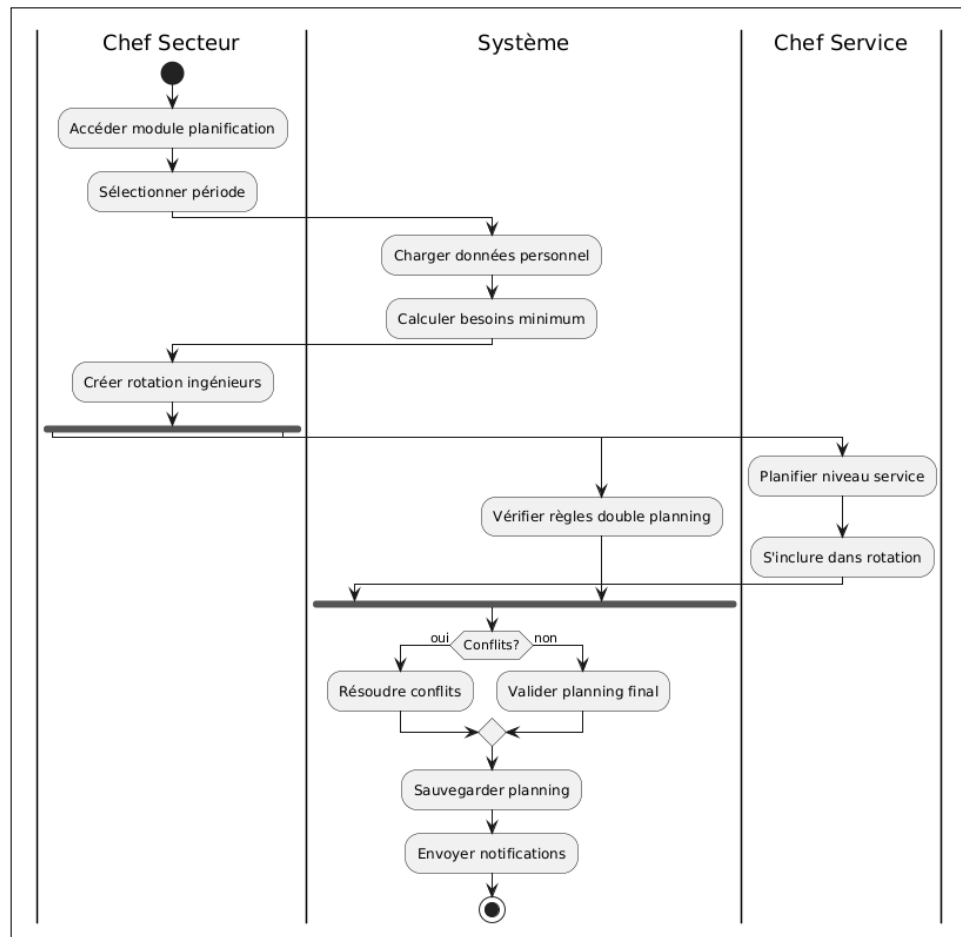 Chef Secteur
Système
Chef Service
Accéder module planification
Sélectionner période
Charger données personnel
Calculer besoins minimum
Créer rotation ingénieurs
Planifier niveau service
Vérifier règles double planning
S'inclure dans rotation
oui
Conflits?
non
Résoudre conflits
Valider planning final
Sauvegarder planning
Envoyer notifications